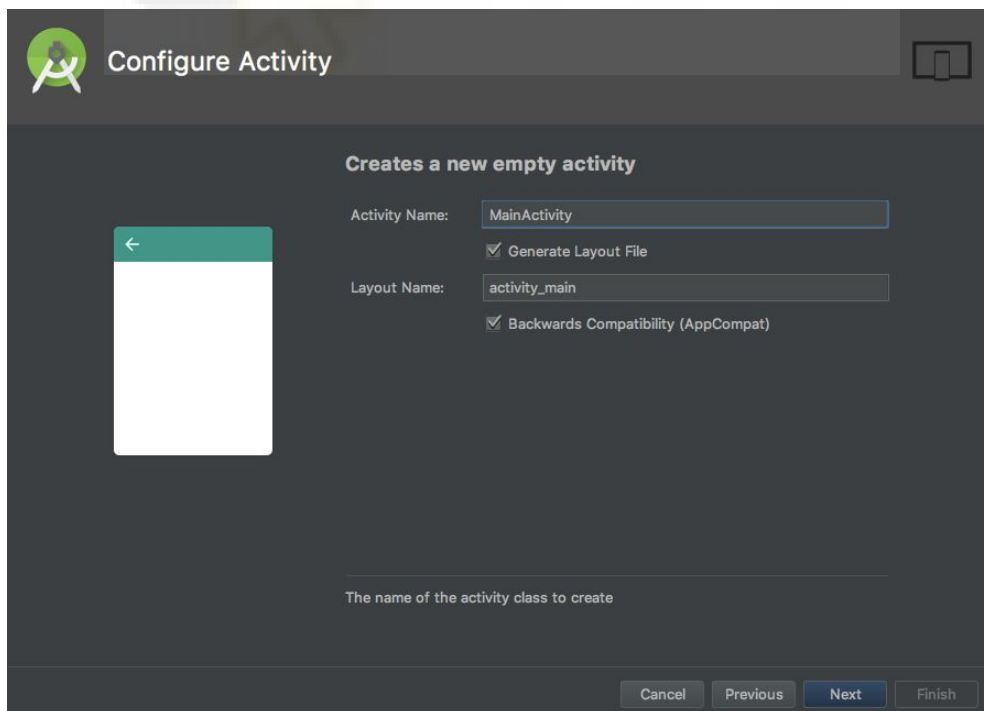 Configure Activity
Creates a new empty activity
Activity Name: MainActivity
Generate Layout File
Layout Name: activity_main
Backwards Compatibility (AppCompat)
The name of the activity class to create
Cancel Previous Next Finish